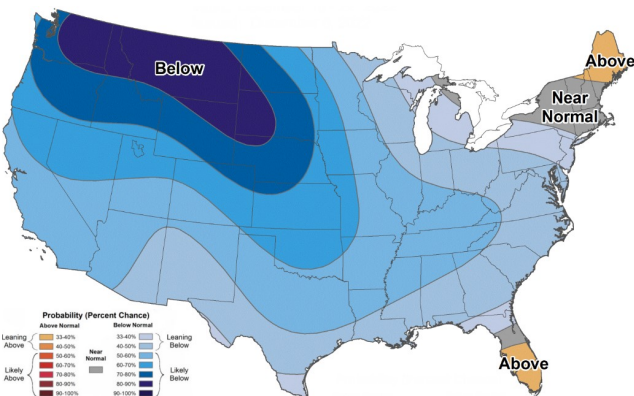 Below
Above
Near
Normal
Above
Probability (Percent Chance)
Above Normal
Below Normal
Leaning
Above
33-40%
40-50%
Likely
Above
50-60%
60-70%
70-80%
80-90%
90-100%
Near
Normal
33-40%
40-50%
Leaning
Below
50-60%
60-70%
70-80%
80-90%
90-100%
Likely
Below